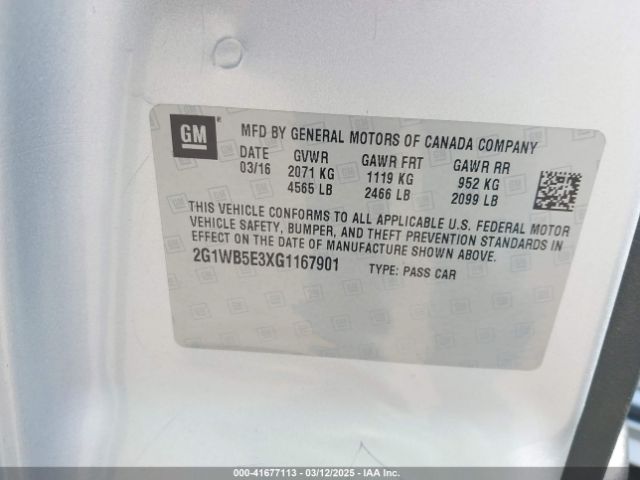 GM ®
MFD BY GENERAL MOTORS OF CANADA COMPANY
DATE GVWR GAWR FRT GAWR RR
03/16 2071 KG 1119 KG 952 KG
4565 LB 2466 LB 2099 LB
THIS VEHICLE CONFORMS TO ALL APPLICABLE U.S. FEDERAL MOTOR
VEHICLE SAFETY, BUMPER, AND THEFT PREVENTION STANDARDS IN
EFFECT ON THE DATE OF MANUFACTURE SHOWN ABOVE.
2G1WB5E3XG1167901 TYPE: PASS CAR
000-41677113 - 03/12/2025 - IAA Inc.